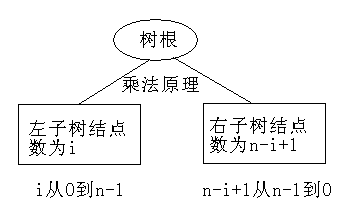 树根
乘法原理
左子树结点
数为i
右子树结点
数为n-i+1
i从0到n-1
n-i+1从n-1到0